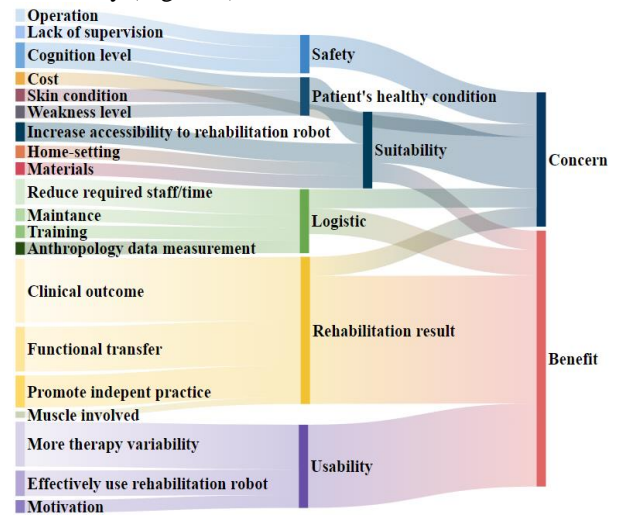 Operation
Lack of supervision
Cognition level
Cost
Skin condition
Weakness level
Increase accessibility to rehabilitation robot
Home-setting
Materials
Reduce required staff/time
Maintance
Training
Anthropology data measurement
Clinical outcome
Functional transfer
Promote indepent practice
Muscle involved
More therapy variability
Effectively use rehabilitation robot
Motivation
Safety
Patient's healthy condition
Suitability
Logistic
Rehabilitation result
Usability
Concern
Benefit